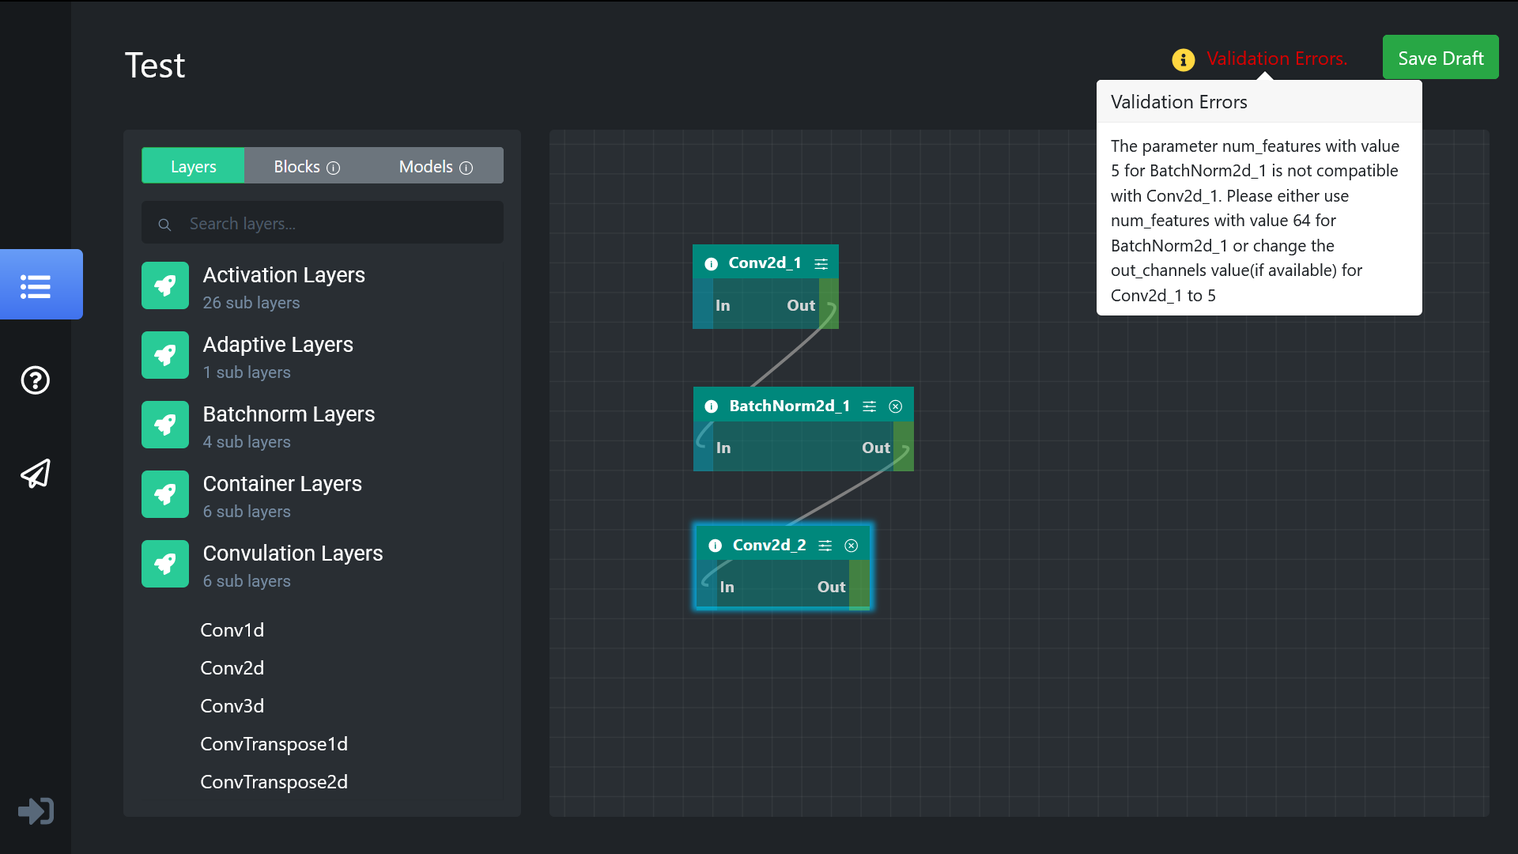 Test
Validation Errors.
Save Draft
Validation Errors
The parameter num_features with value
5 for BatchNorm2d_1 is not compatible
with Conv2d_1. Please either use
num_features with value 64 for
BatchNorm2d_1 or change the
out_channels value(if available) for
Conv2d_1 to 5
Layers
Blocks
Models
Search layers...
Activation Layers
26 sub layers
Adaptive Layers
1 sub layers
Batchnorm Layers
4 sub layers
Container Layers
6 sub layers
Convulation Layers
6 sub layers
Conv1d
Conv2d
Conv3d
ConvTranspose1d
ConvTranspose2d
Conv2d_1
In Out
BatchNorm2d_1
In Out
Conv2d_2
In Out